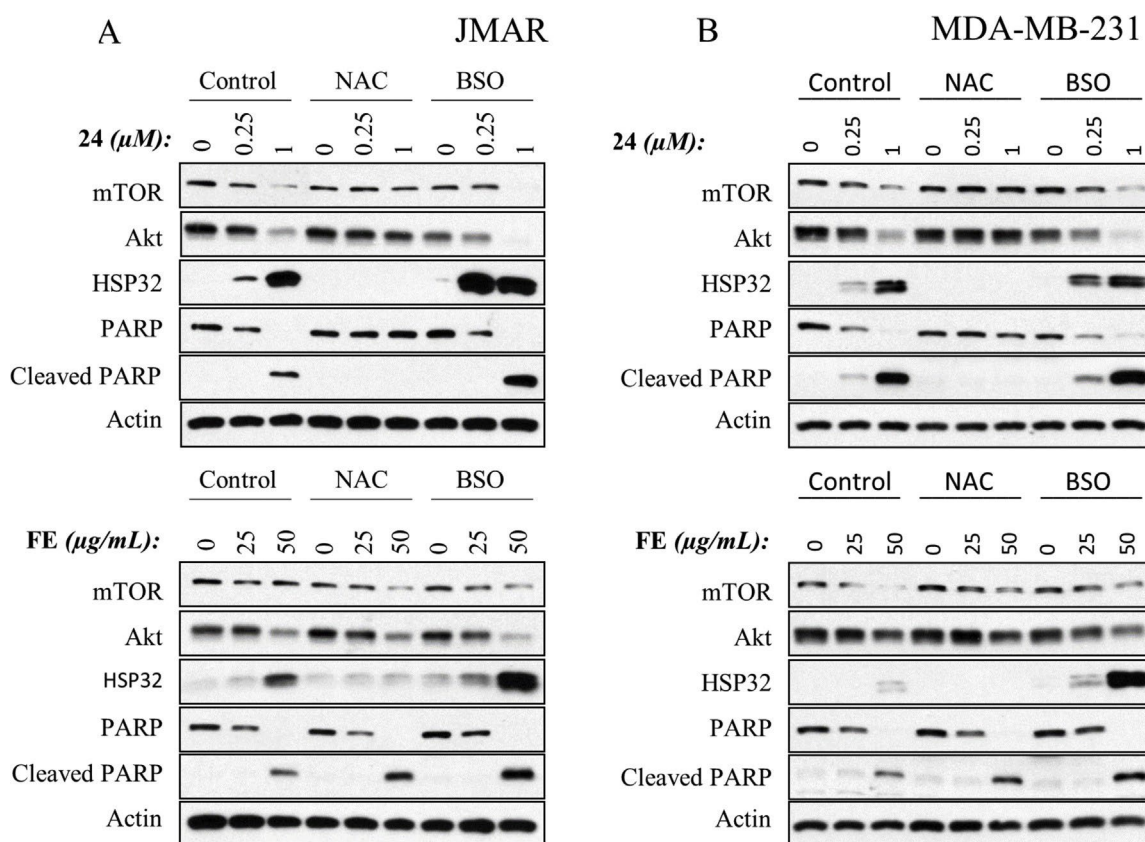 A JMAR
Control NAC BSO
24 (µM): 0 0.25 1 0 0.25 1 0 0.25 1
mTOR
Akt
HSP32
PARP
Cleaved PARP
Actin
Control NAC BSO
FE (µg/mL): 0 25 50 0 25 50 0 25 50
mTOR
Akt
HSP32
PARP
Cleaved PARP
Actin
B MDA-MB-231
Control NAC BSO
24 (µM): 0 0.25 1 0 0.25 1 0 0.25 1
mTOR
Akt
HSP32
PARP
Cleaved PARP
Actin
Control NAC BSO
FE (µg/mL): 0 25 50 0 25 50 0 25 50
mTOR
Akt
HSP32
PARP
Cleaved PARP
Actin